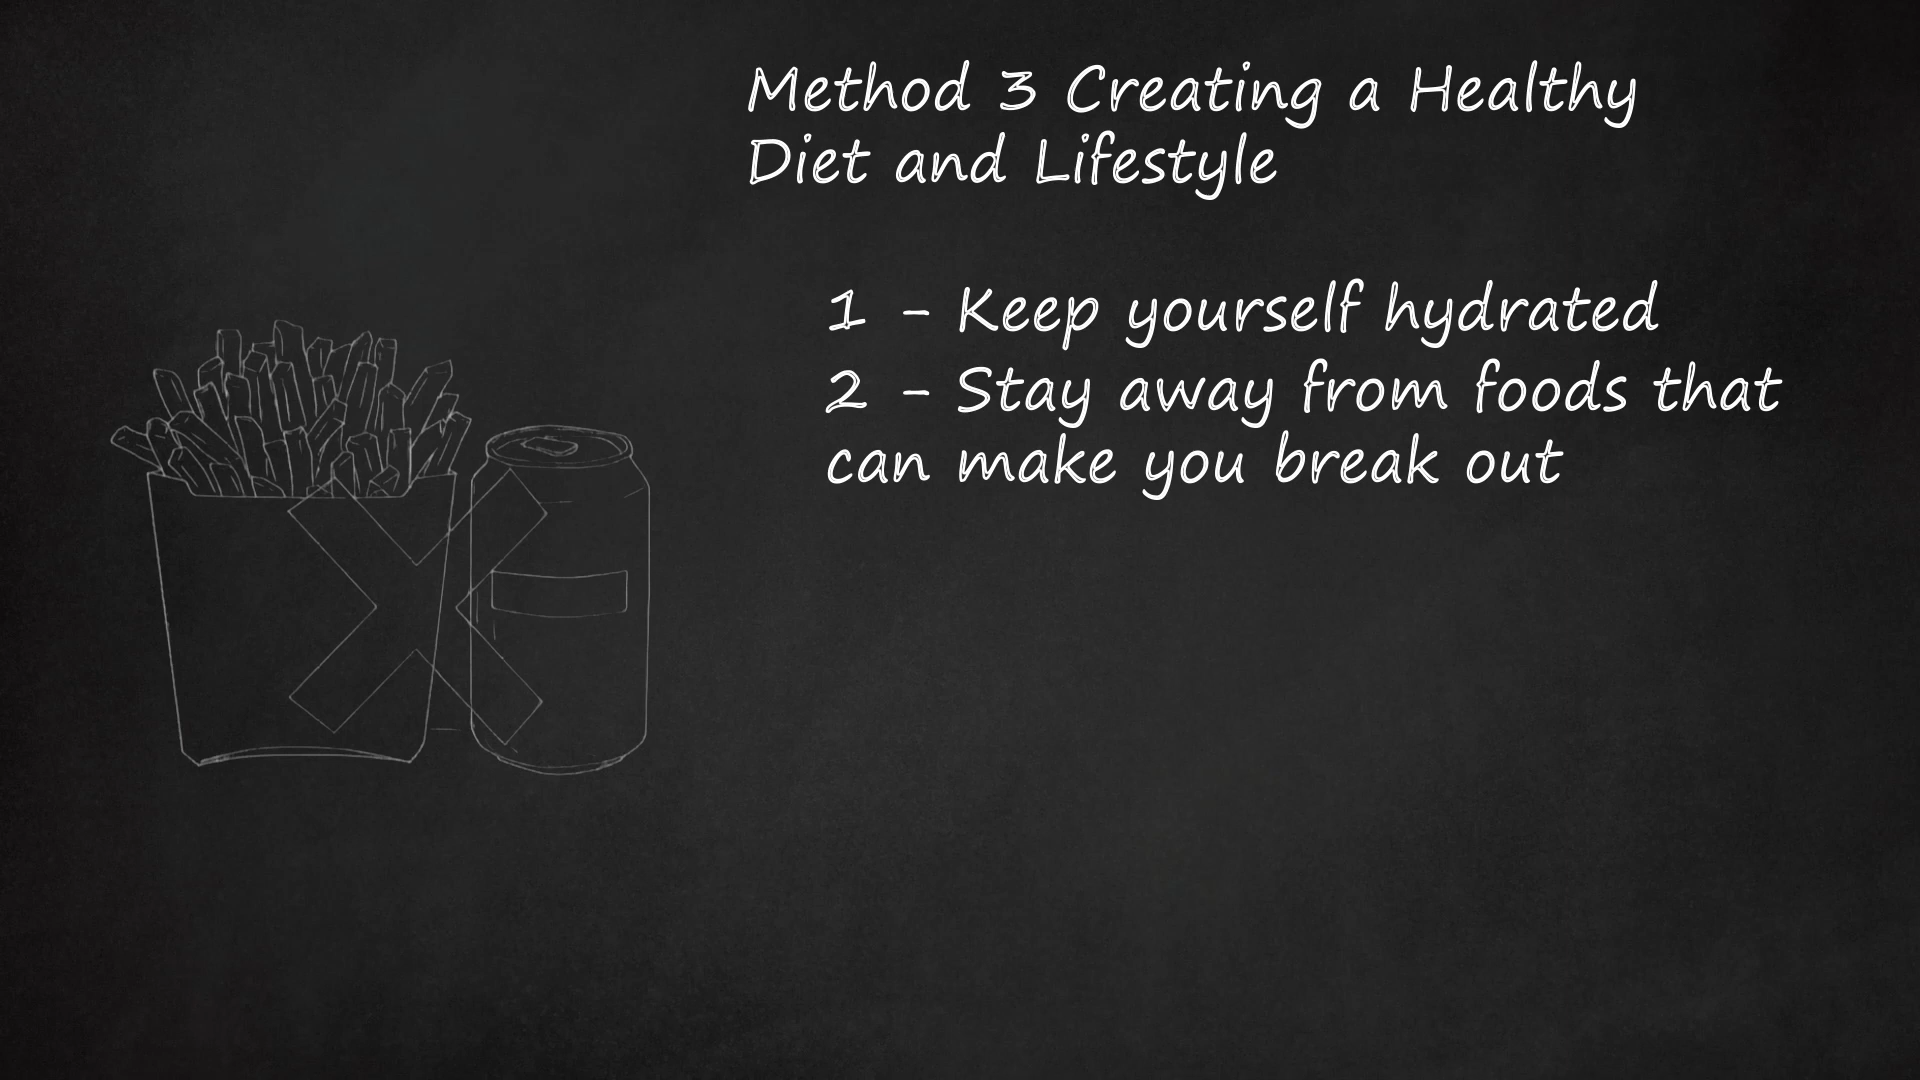 Method 3 Creating a Healthy
Diet and Lifestyle
1 - Keep yourself hydrated
2 - Stay away from foods that
can make you break out